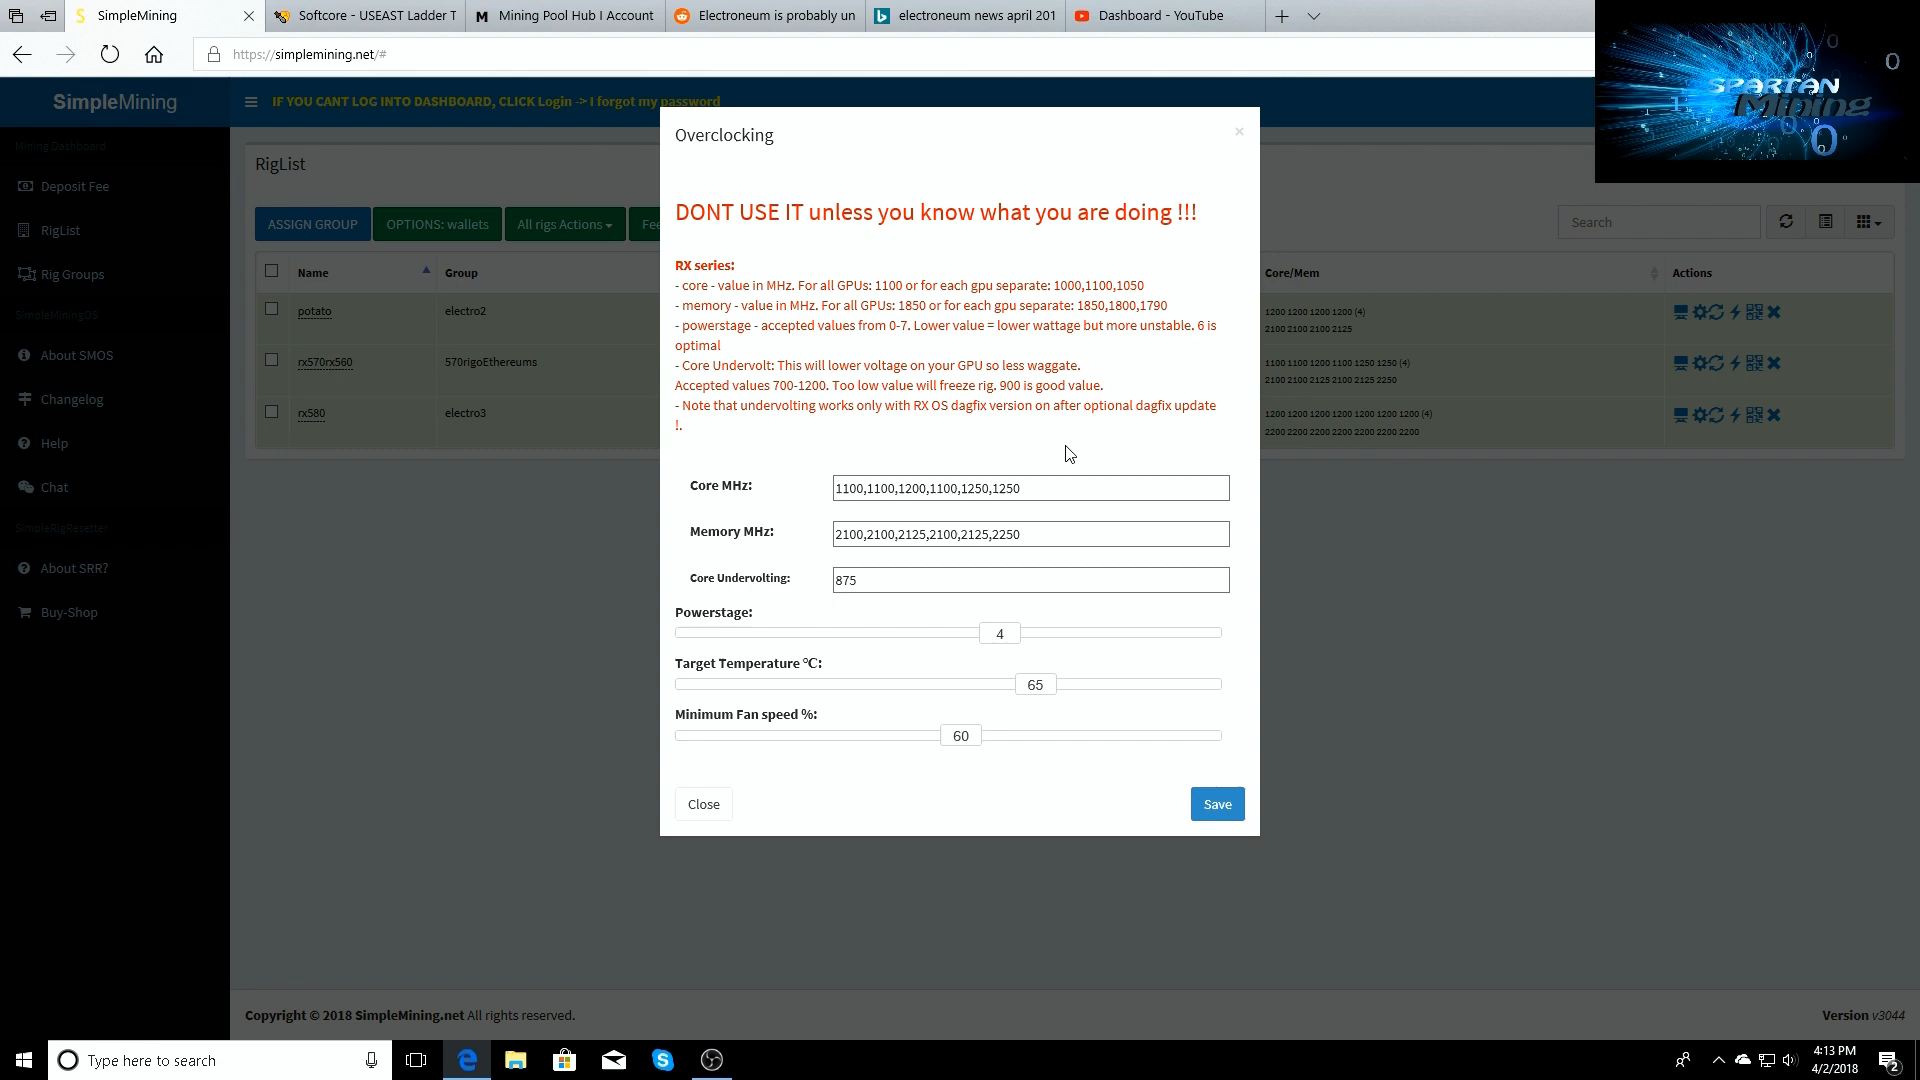 SimpleMining
Softcore - USEAST Ladder T
Mining Pool Hub I Account
Electroneum is probably un
electroneum news april 201
Dashboard - YouTube
https://simplemining.net/#
SPARTAN
Mining
SimpleMining
IF YOU CANT LOG INTO DASHBOARD, CLICK Login -> I forgot my password
Mining Dashboard
Deposit Fee
RigList
Rig Groups
SimpleMiningOS
About SMOS
Changelog
Help
Chat
SimpleRigResetter
About SRR?
Buy-Shop
RigList
ASSIGN GROUP
OPTIONS: wallets
All rigs Actions
Fee
Search
Name
Group
Core/Mem
Actions
potato
electro2
1200 1200 1200 1200 (4)
2100 2100 2100 2125
rx570rx560
570rigoEthereums
1100 1100 1200 1100 1250 1250 (4)
2100 2100 2125 2100 2125 2250
rx580
electro3
1200 1200 1200 1200 1200 1200 1200 (4)
2200 2200 2200 2200 2200 2200 2200
Overclocking
×
DONT USE IT unless you know what you are doing !!!
RX series:
- core - value in MHz. For all GPUs: 1100 or for each gpu separate: 1000,1100,1050
- memory - value in MHz. For all GPUs: 1850 or for each gpu separate: 1850,1800,1790
- powerstage - accepted values from 0-7. Lower value = lower wattage but more unstable. 6 is
optimal
- Core Undervolt: This will lower voltage on your GPU so less waggate.
Accepted values 700-1200. Too low value will freeze rig. 900 is good value.
- Note that undervolting works only with RX OS dagfix version on after optional dagfix update
!.
Core MHz:
1100,1100,1200,1100,1250,1250
Memory MHz:
2100,2100,2125,2100,2125,2250
Core Undervolting:
875
Powerstage:
4
Target Temperature °C:
65
Minimum Fan speed %:
60
Close
Save
Copyright © 2018 SimpleMining.net All rights reserved.
Version v3044
Type here to search
4:13 PM
4/2/2018
2